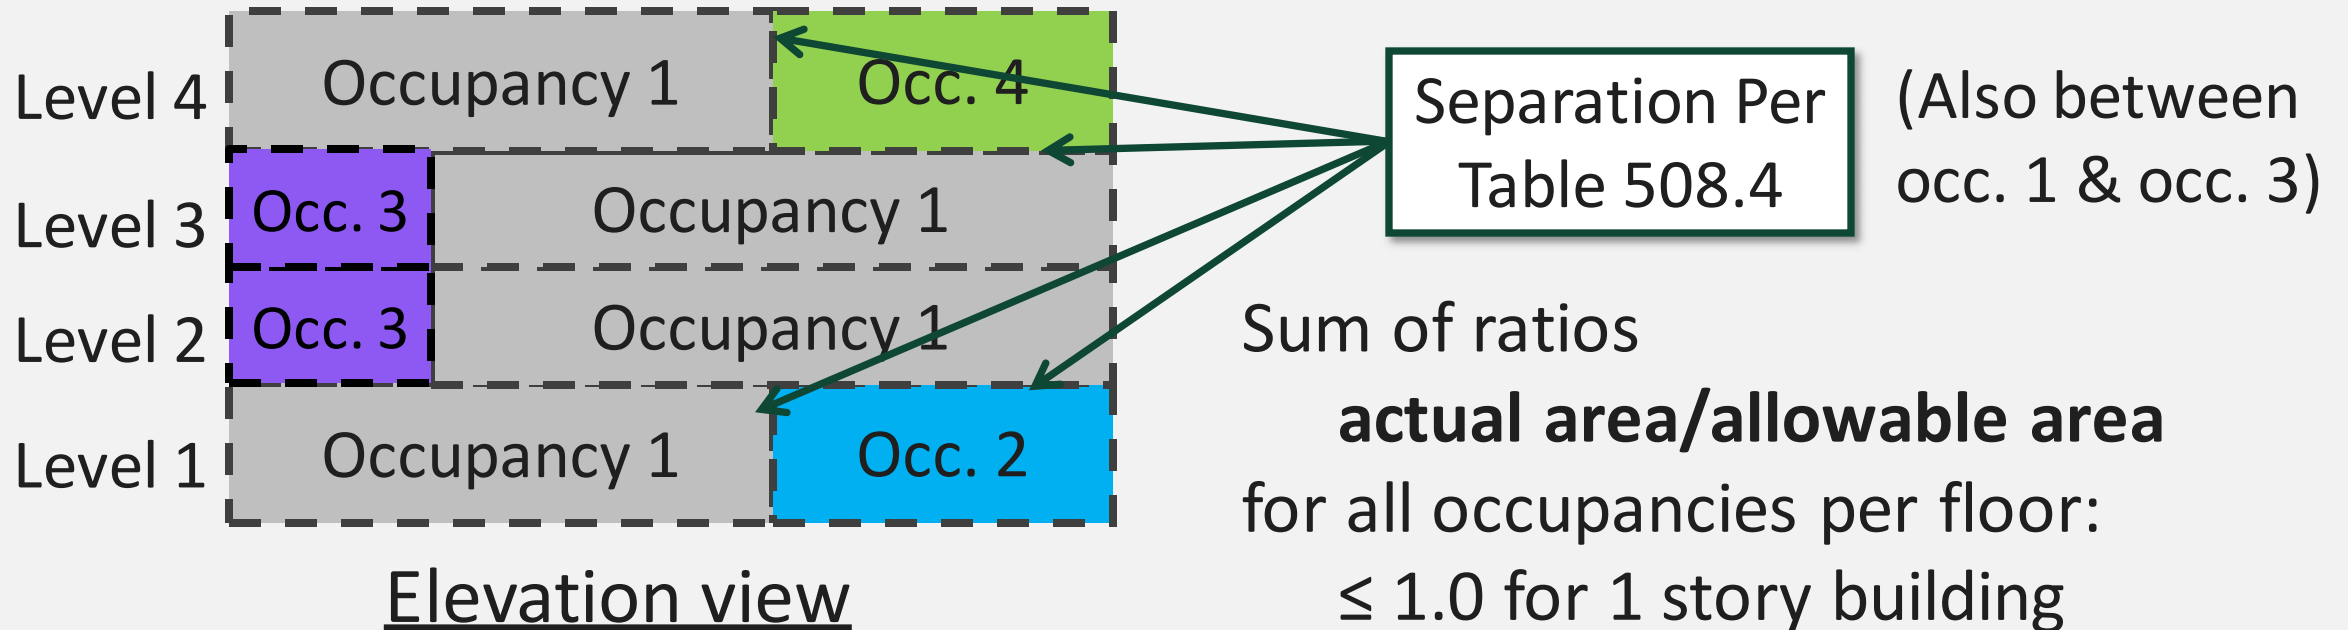 Level 4
Occupancy 1
Occ. 4
Level 3
Occ. 3
Occupancy 1
Level 2
Occ. 3
Occupancy 1
Level 1
Occupancy 1
Occ. 2
Elevation view
Separation Per
Table 508.4
(Also between
occ. 1 & occ. 3)
Sum of ratios
actual area/allowable area
for all occupancies per floor:
≤ 1.0 for 1 story building